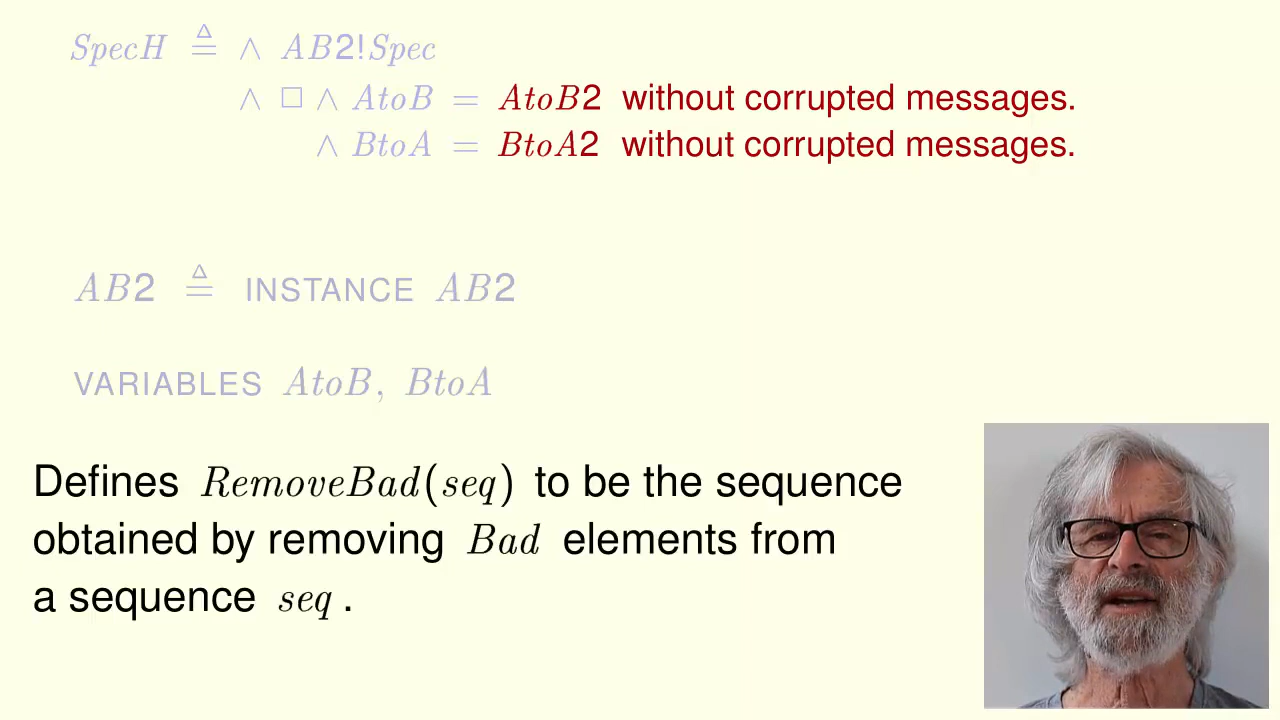 SpecH ≜ ∧ AB2!Spec
∧ □ ∧ AtoB = AtoB2 without corrupted messages.
∧ BtoA = BtoA2 without corrupted messages.
AB2 ≜ INSTANCE AB2
VARIABLES AtoB, BtoA
Defines RemoveBad(seq) to be the sequence
obtained by removing Bad elements from
a sequence seq .